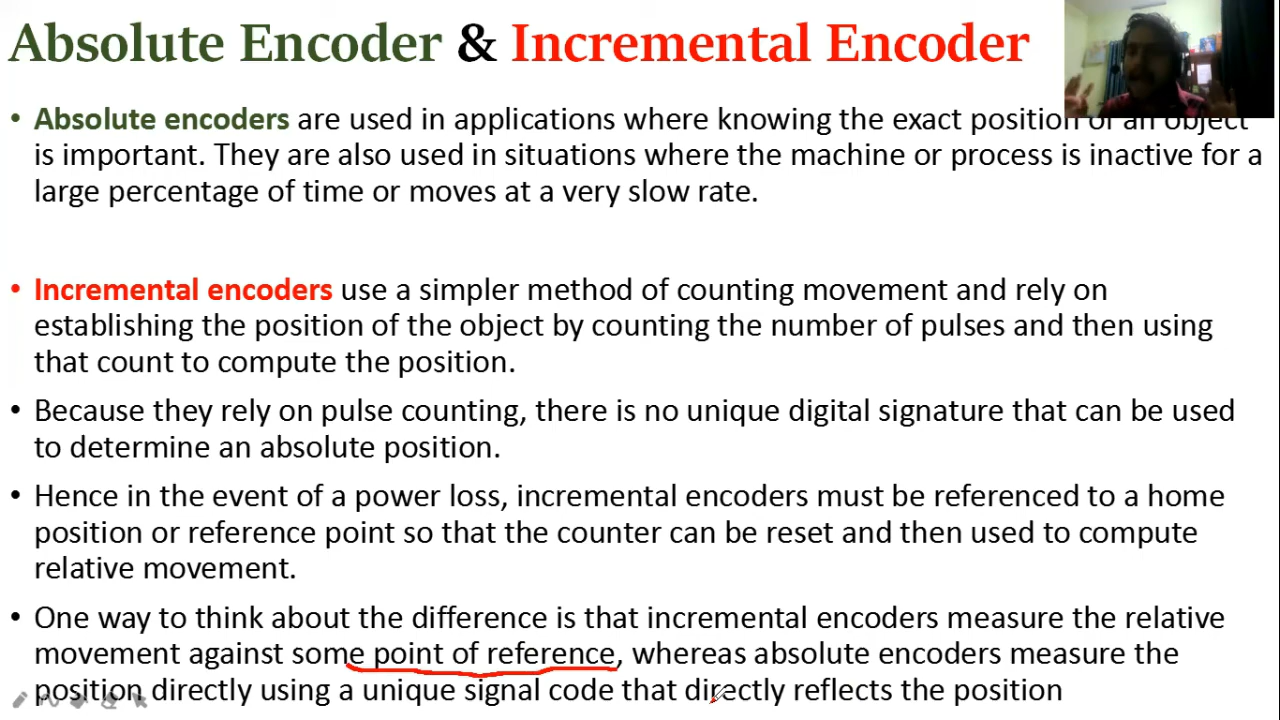 Absolute Encoder & Incremental Encoder
• Absolute encoders are used in applications where knowing the exact position of an object
is important. They are also used in situations where the machine or process is inactive for a
large percentage of time or moves at a very slow rate.
• Incremental encoders use a simpler method of counting movement and rely on
establishing the position of the object by counting the number of pulses and then using
that count to compute the position.
• Because they rely on pulse counting, there is no unique digital signature that can be used
to determine an absolute position.
• Hence in the event of a power loss, incremental encoders must be referenced to a home
position or reference point so that the counter can be reset and then used to compute
relative movement.
• One way to think about the difference is that incremental encoders measure the relative
movement against some point of reference, whereas absolute encoders measure the
position directly using a unique signal code that directly reflects the position